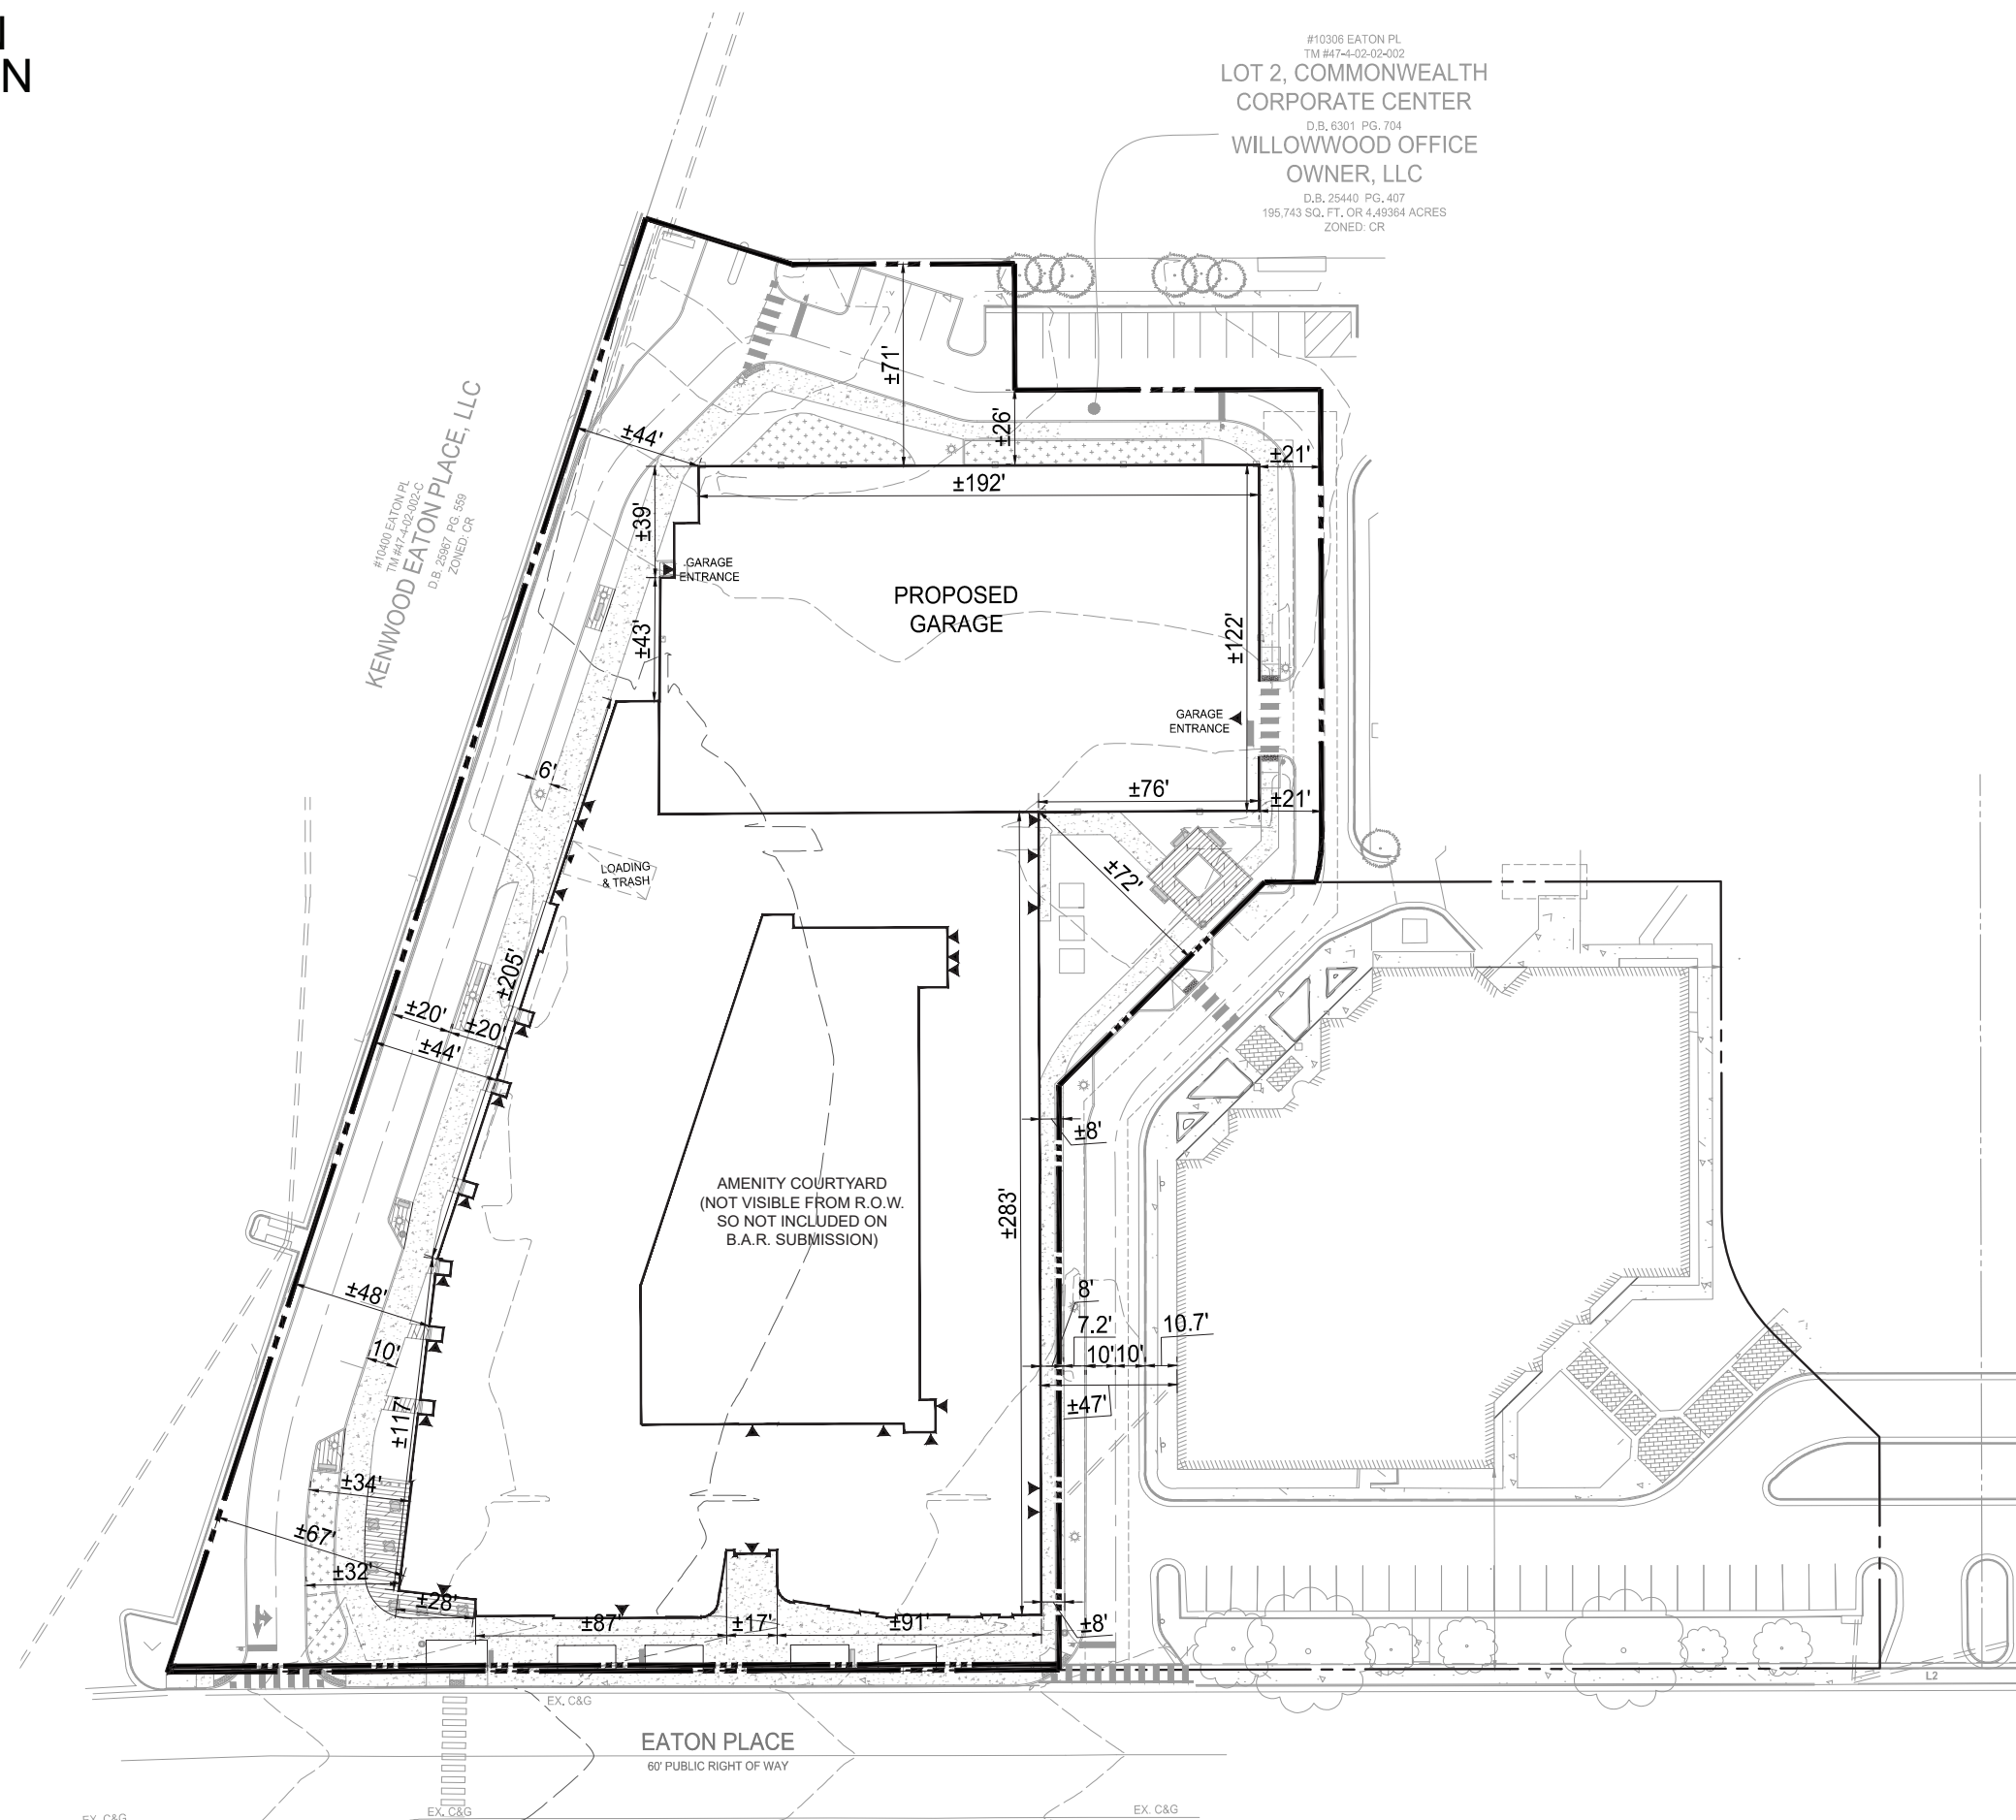 N
#10306 EATON PL
TM #47-4-02-02-002
LOT 2, COMMONWEALTH
CORPORATE CENTER
D.B. 6301 PG. 704
WILLOWWOOD OFFICE
OWNER, LLC
D.B. 25440 PG. 407
195,743 SQ. FT. OR 4.49364 ACRES
ZONED: CR
#10400 EATON PL
TM #47-4-02-002-C
KENWOOD EATON PLACE, LLC
D.B. 25967 PG. 559
ZONED: CR
±71'
±26'
±44'
±21'
±192'
±39'
GARAGE
ENTRANCE
PROPOSED
GARAGE
±43'
±122'
GARAGE
ENTRANCE
6'
±76'
±21'
LOADING
& TRASH
±72'
±205'
±20'
±20'
±44'
±8'
AMENITY COURTYARD
(NOT VISIBLE FROM R.O.W.
SO NOT INCLUDED ON
B.A.R. SUBMISSION)
±283'
±48'
8'
7.2'
10.7'
10'
10'
10'
±47'
±117'
±34'
±67'
±32'
±28'
±87'
±17'
±91'
±8'
L2
EX. C&G
EATON PLACE
60' PUBLIC RIGHT OF WAY
EX. C&G
EX. C&G
EX. C&G